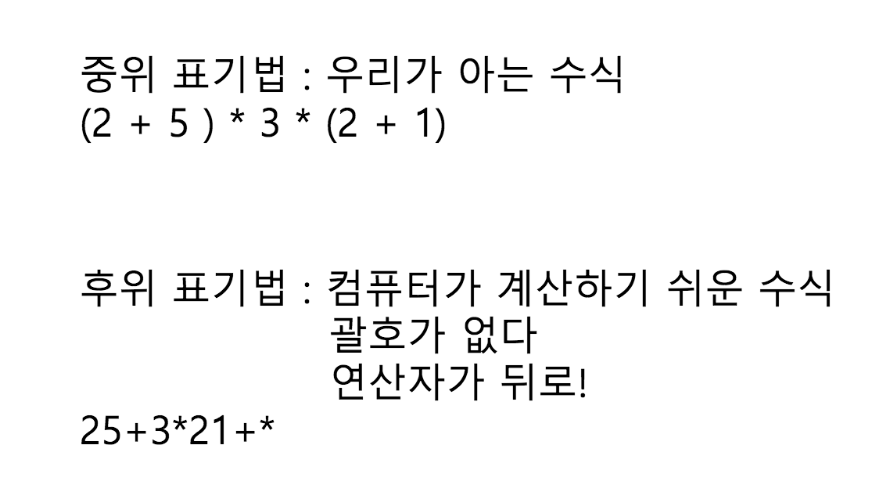 중위 표기법 : 우리가 아는 수식
(2 + 5 ) * 3 * (2 + 1)
후위 표기법 : 컴퓨터가 계산하기 쉬운 수식
괄호가 없다
연산자가 뒤로!
25+3*21+*